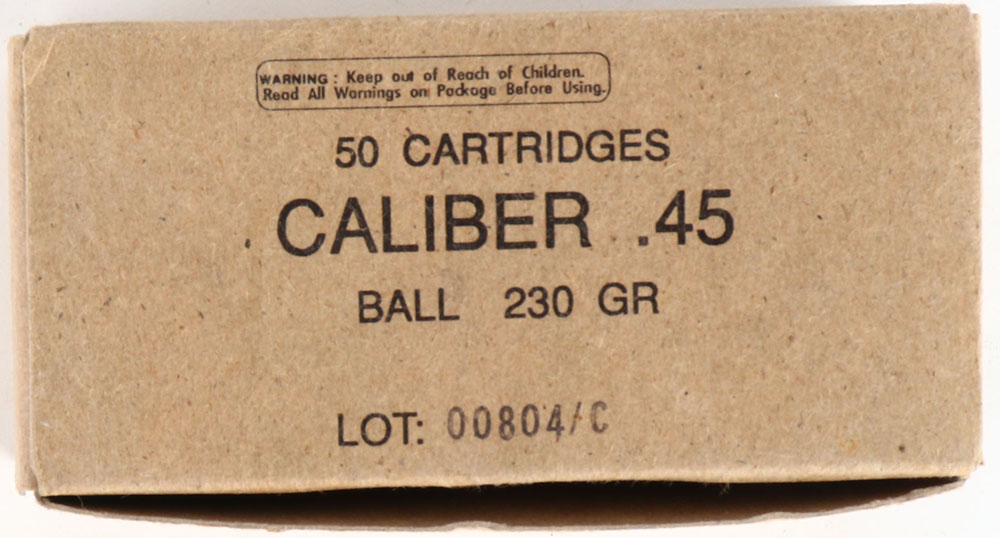 WARNING : Keep out of Reach of Children.
Read All Warnings on Package Before Using.
50 CARTRIDGES
CALIBER .45
BALL 230 GR
LOT: 00804/C